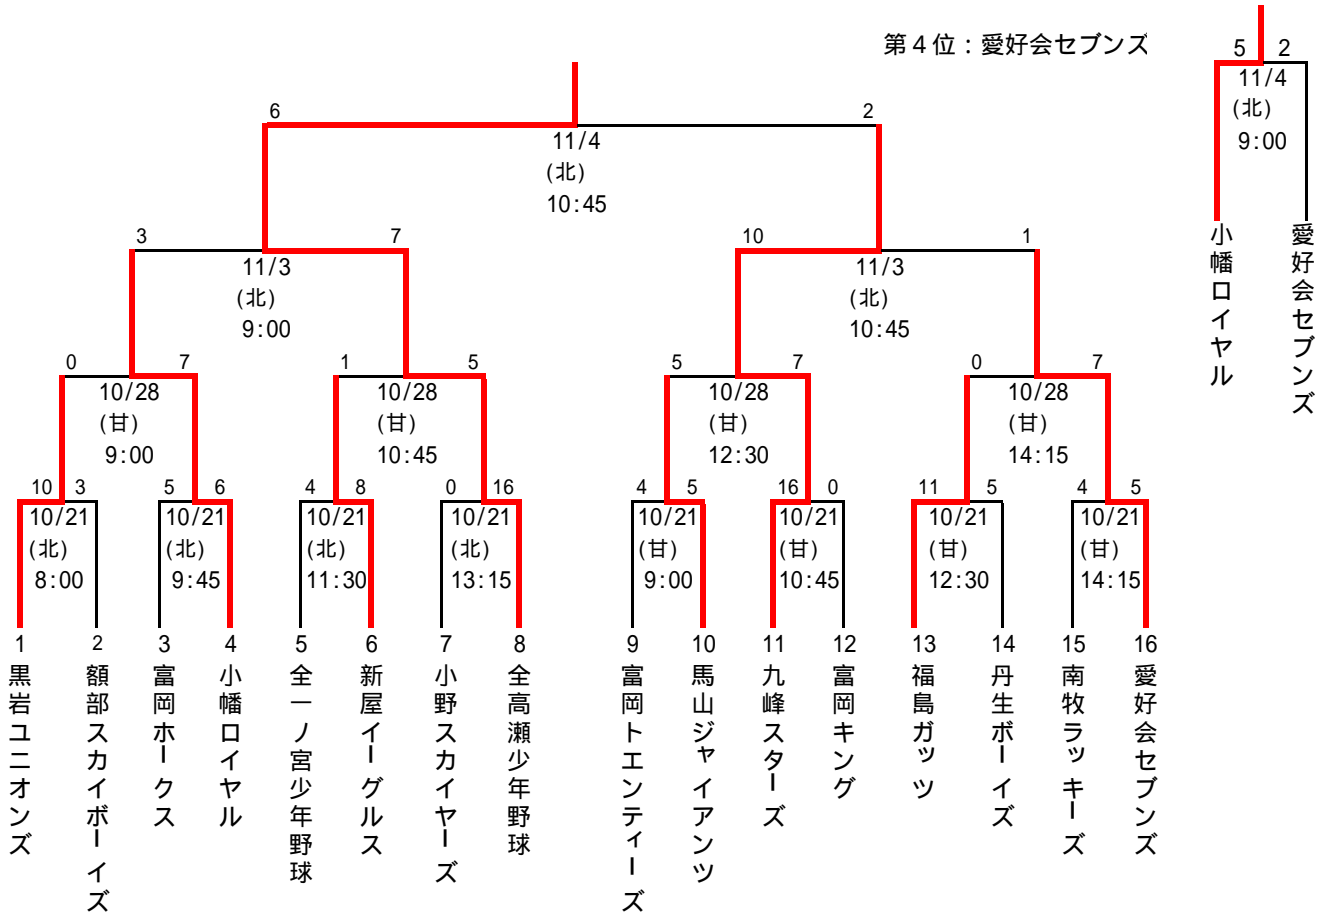 第４位：愛好会セブンズ
5 2
11/4
(北)
9:00
小幡ロイヤル
愛好会セブンズ
6 2
11/4
(北)
10:45
3 7
11/3
(北)
9:00
10 1
11/3
(北)
10:45
0 7
10/28
(甘)
9:00
1 5
10/28
(甘)
10:45
5 7
10/28
(甘)
12:30
0 7
10/28
(甘)
14:15
10 3
10/21
(北)
8:00
5 6
10/21
(北)
9:45
4 8
10/21
(北)
11:30
0 16
10/21
(北)
13:15
4 5
10/21
(甘)
9:00
16 0
10/21
(甘)
10:45
11 5
10/21
(甘)
12:30
4 5
10/21
(甘)
14:15
1
黒岩ユニオンズ
2
額部スカイボーイズ
3
富岡ホークス
4
小幡ロイヤル
5
全一ノ宮少年野球
6
新屋イーグルス
7
小野スカイヤーズ
8
全高瀬少年野球
9
富岡トエンティーズ
10
馬山ジャイアンツ
11
九峰スターズ
12
富岡キング
13
福島ガッツ
14
丹生ボーイズ
15
南牧ラッキーズ
16
愛好会セブンズ